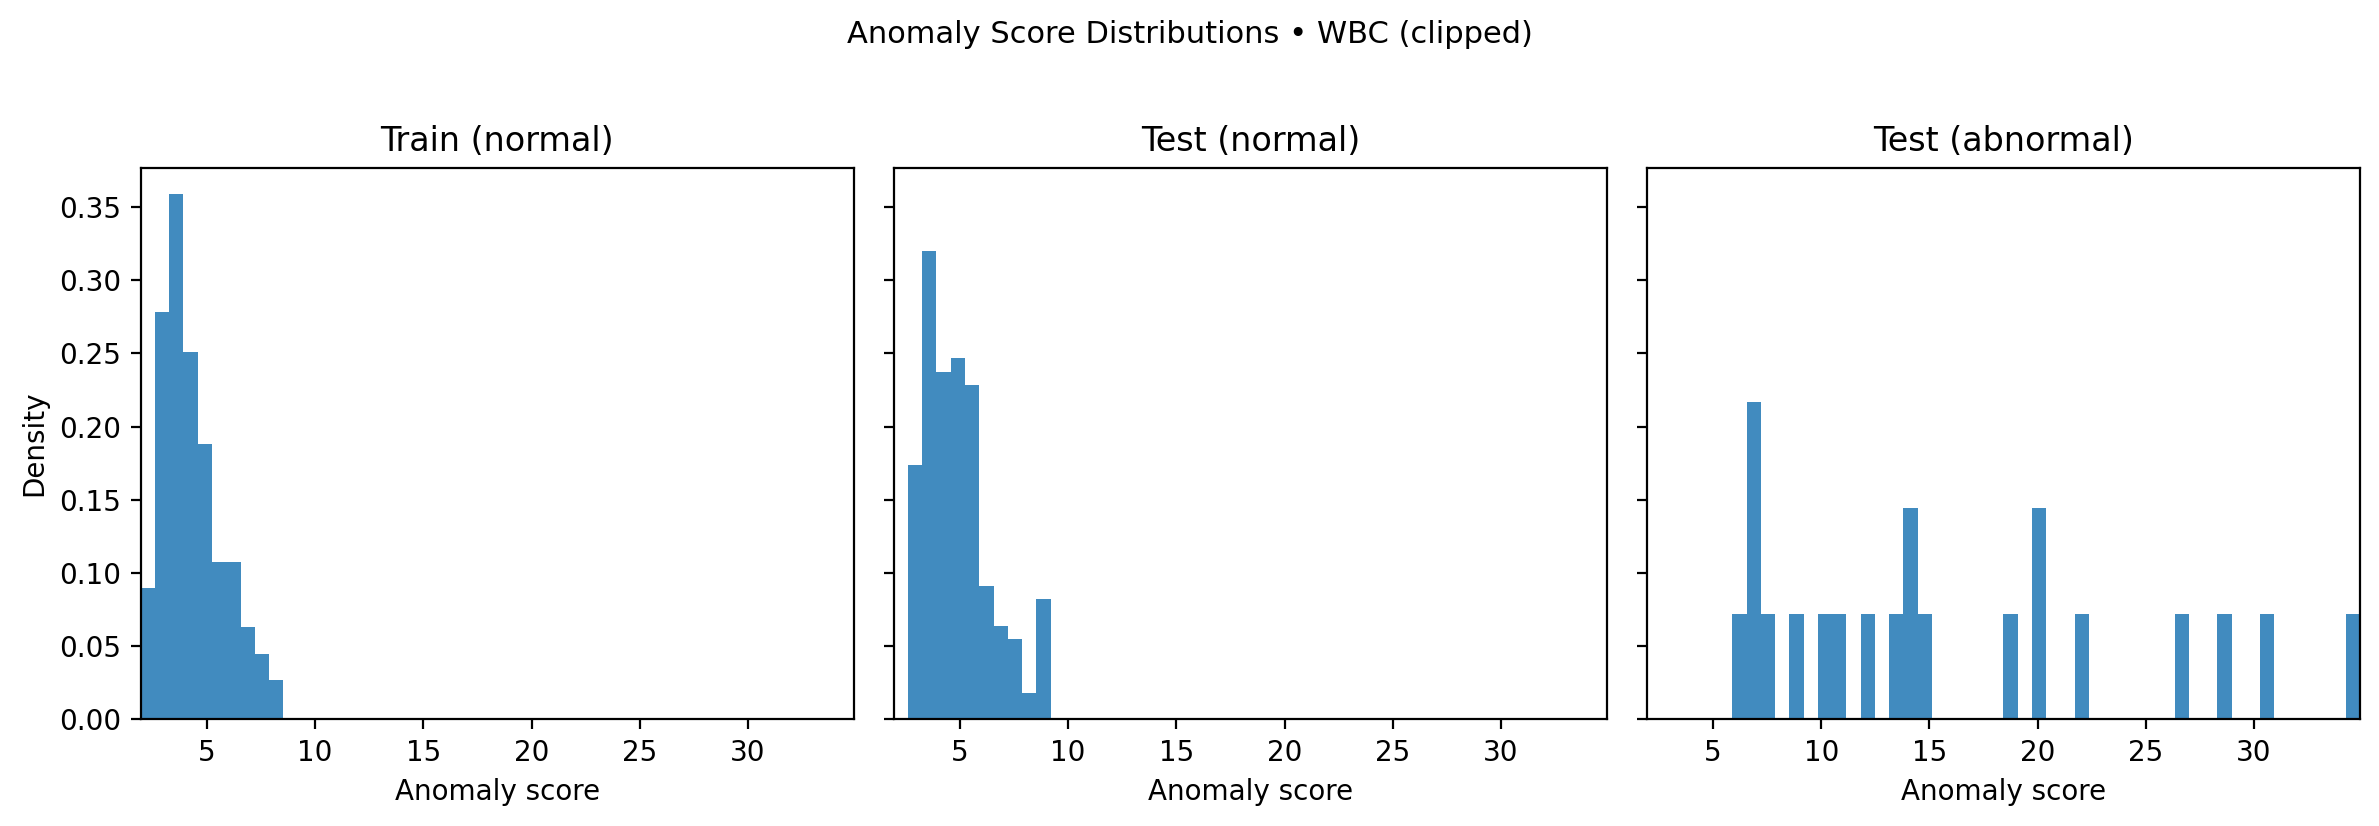 Anomaly Score Distributions • WBC (clipped)
Train (normal)
Test (normal)
Test (abnormal)
Density
0.35
0.30
0.25
0.20
0.15
0.10
0.05
0.00
5 10 15 20 25 30
5 10 15 20 25 30
5 10 15 20 25 30
Anomaly score
Anomaly score
Anomaly score